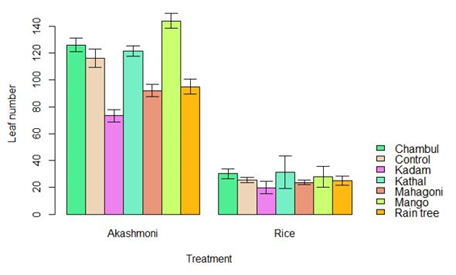 Leaf number
140
120
100
80
60
40
20
0
Akashmoni
Rice
Treatment
Chambul
Control
Kadam
Kathal
Mahagoni
Mango
Rain tree